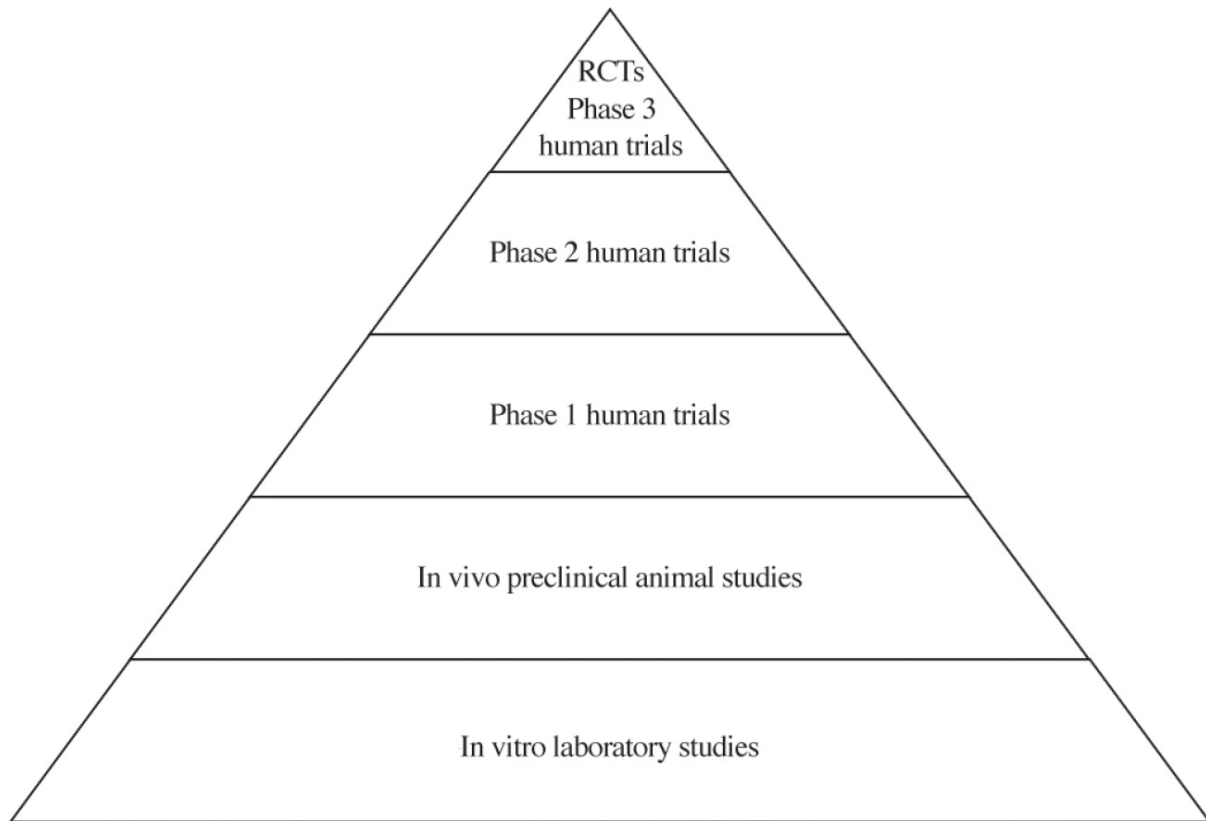 RCTs
Phase 3
human trials
Phase 2 human trials
Phase 1 human trials
In vivo preclinical animal studies
In vitro laboratory studies